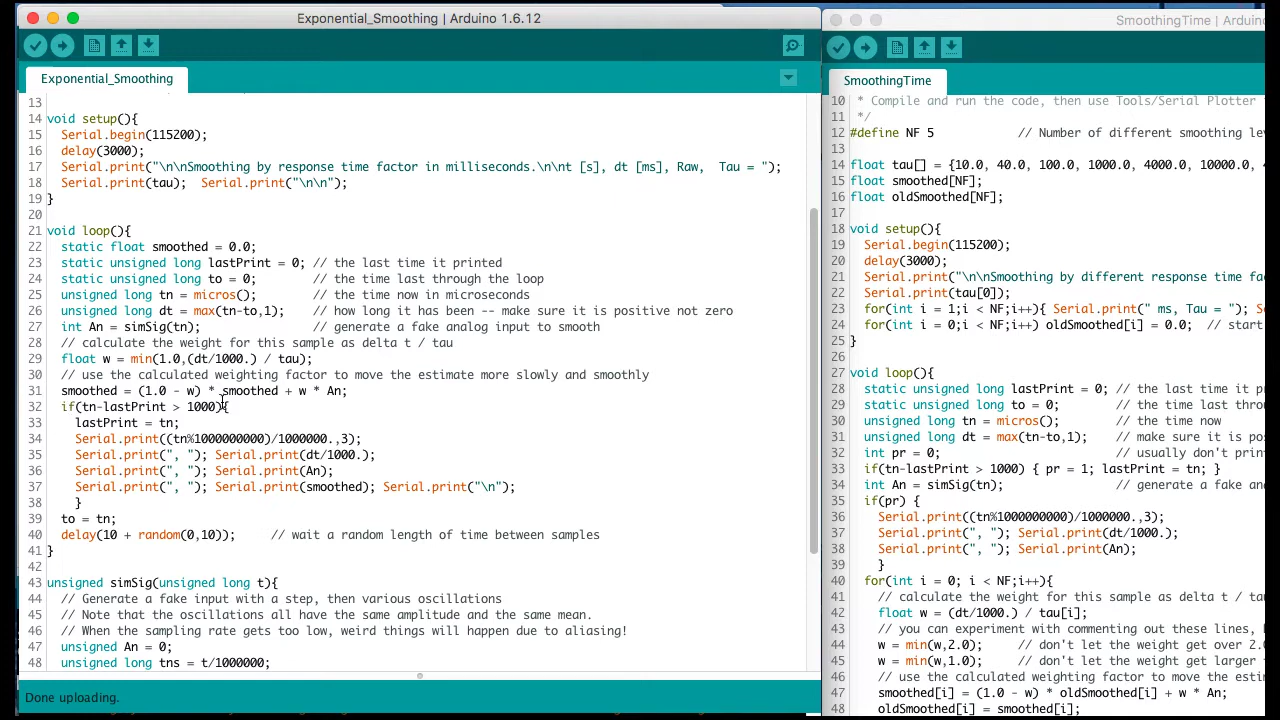 Exponential_Smoothing | Arduino 1.6.12
Exponential_Smoothing
13
14 void setup(){
15 Serial.begin(115200);
16 delay(3000);
17 Serial.print("\n\nSmoothing by response time factor in milliseconds.\n\nt [s], dt [ms], Raw,  Tau = ");
18 Serial.print(tau);  Serial.print("\n\n");
19 }
20
21 void loop(){
22 static float smoothed = 0.0;
23 static unsigned long lastPrint = 0; // the last time it printed
24 static unsigned long to = 0; // the time last through the loop
25 unsigned long tn = micros(); // the time now in microseconds
26 unsigned long dt = max(tn-to,1); // how long it has been -- make sure it is positive not zero
27 int An = simSig(tn); // generate a fake analog input to smooth
28 // calculate the weight for this sample as delta t / tau
29 float w = min(1.0,(dt/1000.) / tau);
30 // use the calculated weighting factor to move the estimate more slowly and smoothly
31 smoothed = (1.0 - w) * smoothed + w * An;
32 if(tn-lastPrint > 1000){
33 lastPrint = tn;
34 Serial.print((tn%1000000000)/1000000.,3);
35 Serial.print(", "); Serial.print(dt/1000.);
36 Serial.print(", "); Serial.print(An);
37 Serial.print(", "); Serial.print(smoothed); Serial.print("\n");
38 }
39 to = tn;
40 delay(10 + random(0,10)); // wait a random length of time between samples
41 }
42
43 unsigned simSig(unsigned long t){
44 // Generate a fake input with a step, then various oscillations
45 // Note that the oscillations all have the same amplitude and the same mean.
46 // When the sampling rate gets too low, weird things will happen due to aliasing!
47 unsigned An = 0;
48 unsigned long tns = t/1000000;
Done uploading.
SmoothingTime | Arduino
SmoothingTime
10 * Compile and run the code, then use Tools/Serial Plotter
11 */
12 #define NF 5 // Number of different smoothing le
13
14 float tau[] = {10.0, 40.0, 100.0, 1000.0, 4000.0, 10000.0, 4
15 float smoothed[NF];
16 float oldSmoothed[NF];
17
18 void setup(){
19 Serial.begin(115200);
20 delay(3000);
21 Serial.print("\n\nSmoothing by different response time fac
22 Serial.print(tau[0]);
23 for(int i = 1;i < NF;i++){ Serial.print(" ms, Tau = "); S
24 for(int i = 0;i < NF;i++) oldSmoothed[i] = 0.0;  // start
25 }
26
27 void loop(){
28 static unsigned long lastPrint = 0; // the last time it pr
29 static unsigned long to = 0; // the last time throu
30 unsigned long tn = micros(); // the time now
31 unsigned long dt = max(tn-to,1); // make sure it is pos
32 int pr = 0; // usually don't prin
33 if(tn-lastPrint > 1000) { pr = 1; lastPrint = tn; }
34 int An = simSig(tn); // generate a fake ana
35 if(pr) {
36 Serial.print((tn%1000000000)/1000000.,3);
37 Serial.print(", "); Serial.print(dt/1000.);
38 Serial.print(", "); Serial.print(An);
39 }
40 for(int i = 0; i < NF;i++){
41 // calculate the weight for this sample as delta t / tau
42 float w = (dt/1000.) / tau[i];
43 // you can experiment with commenting out these lines,
44 w = min(w,2.0); // don't let the weight get over 2.0
45 w = min(w,1.0); // don't let the weight get larger
46 // use the calculated weighting factor to move the esti
47 smoothed[i] = (1.0 - w) * oldSmoothed[i] + w * An;
48 oldSmoothed[i] = smoothed[i];